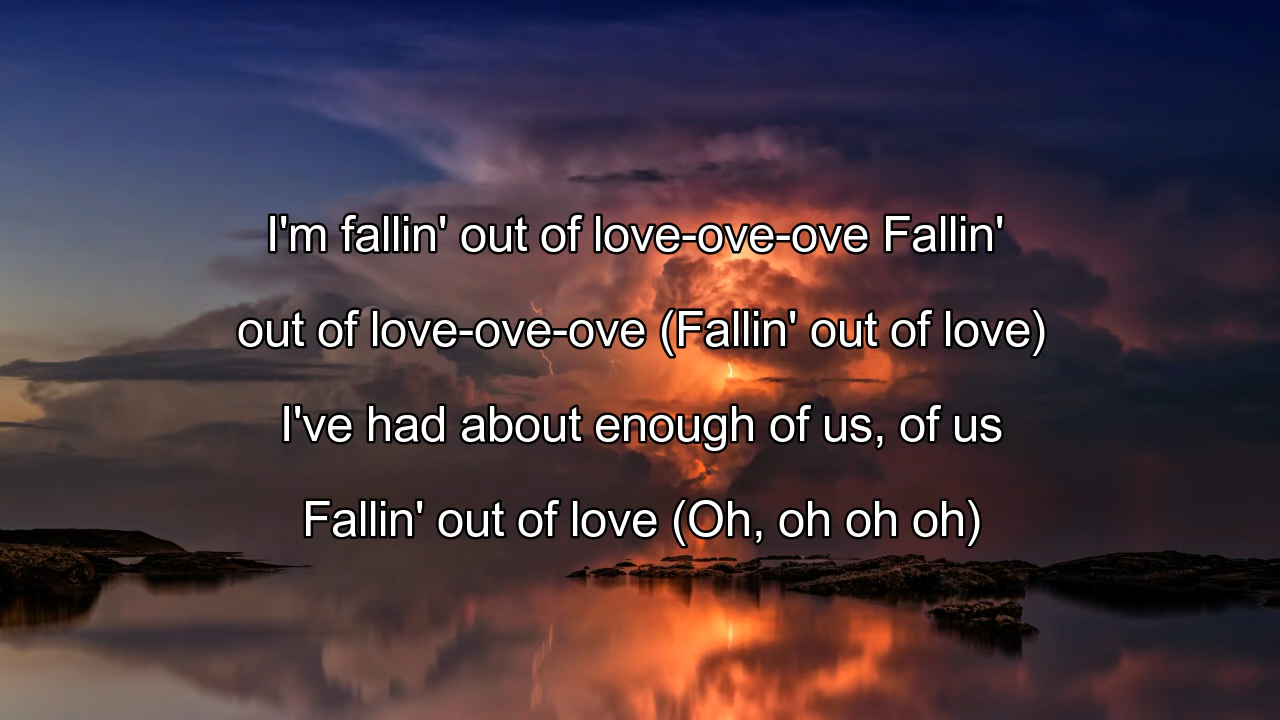 I'm fallin' out of love-ove-ove Fallin'
out of love-ove-ove (Fallin' out of love)
I've had about enough of us, of us
Fallin' out of love (Oh, oh oh oh)